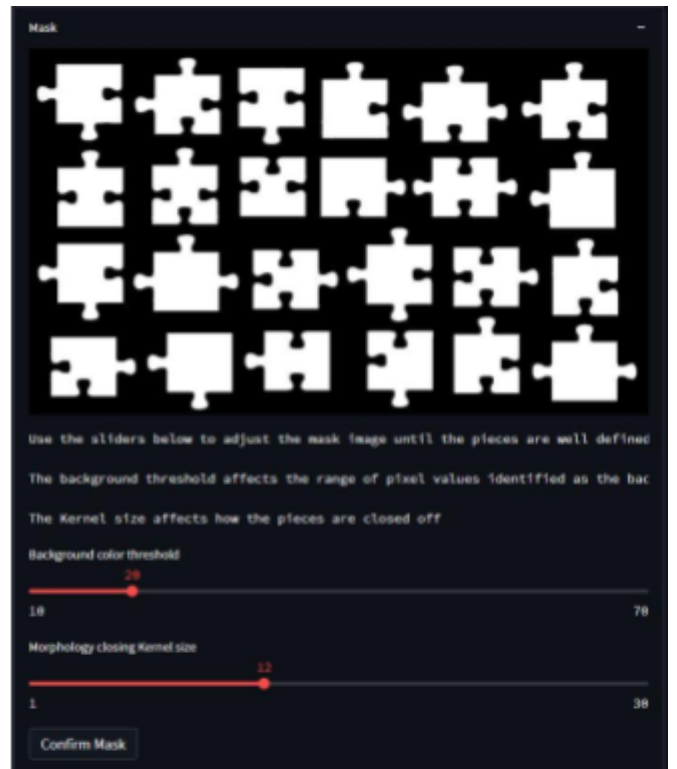 Mask
Use the sliders below to adjust the mask image until the pieces are well defined
The background threshold affects the range of pixel values identified as the bac
The Kernel size affects how the pieces are closed off
Background color threshold
20
10 70
Morphology closing Kernel size
12
1 30
Confirm Mask